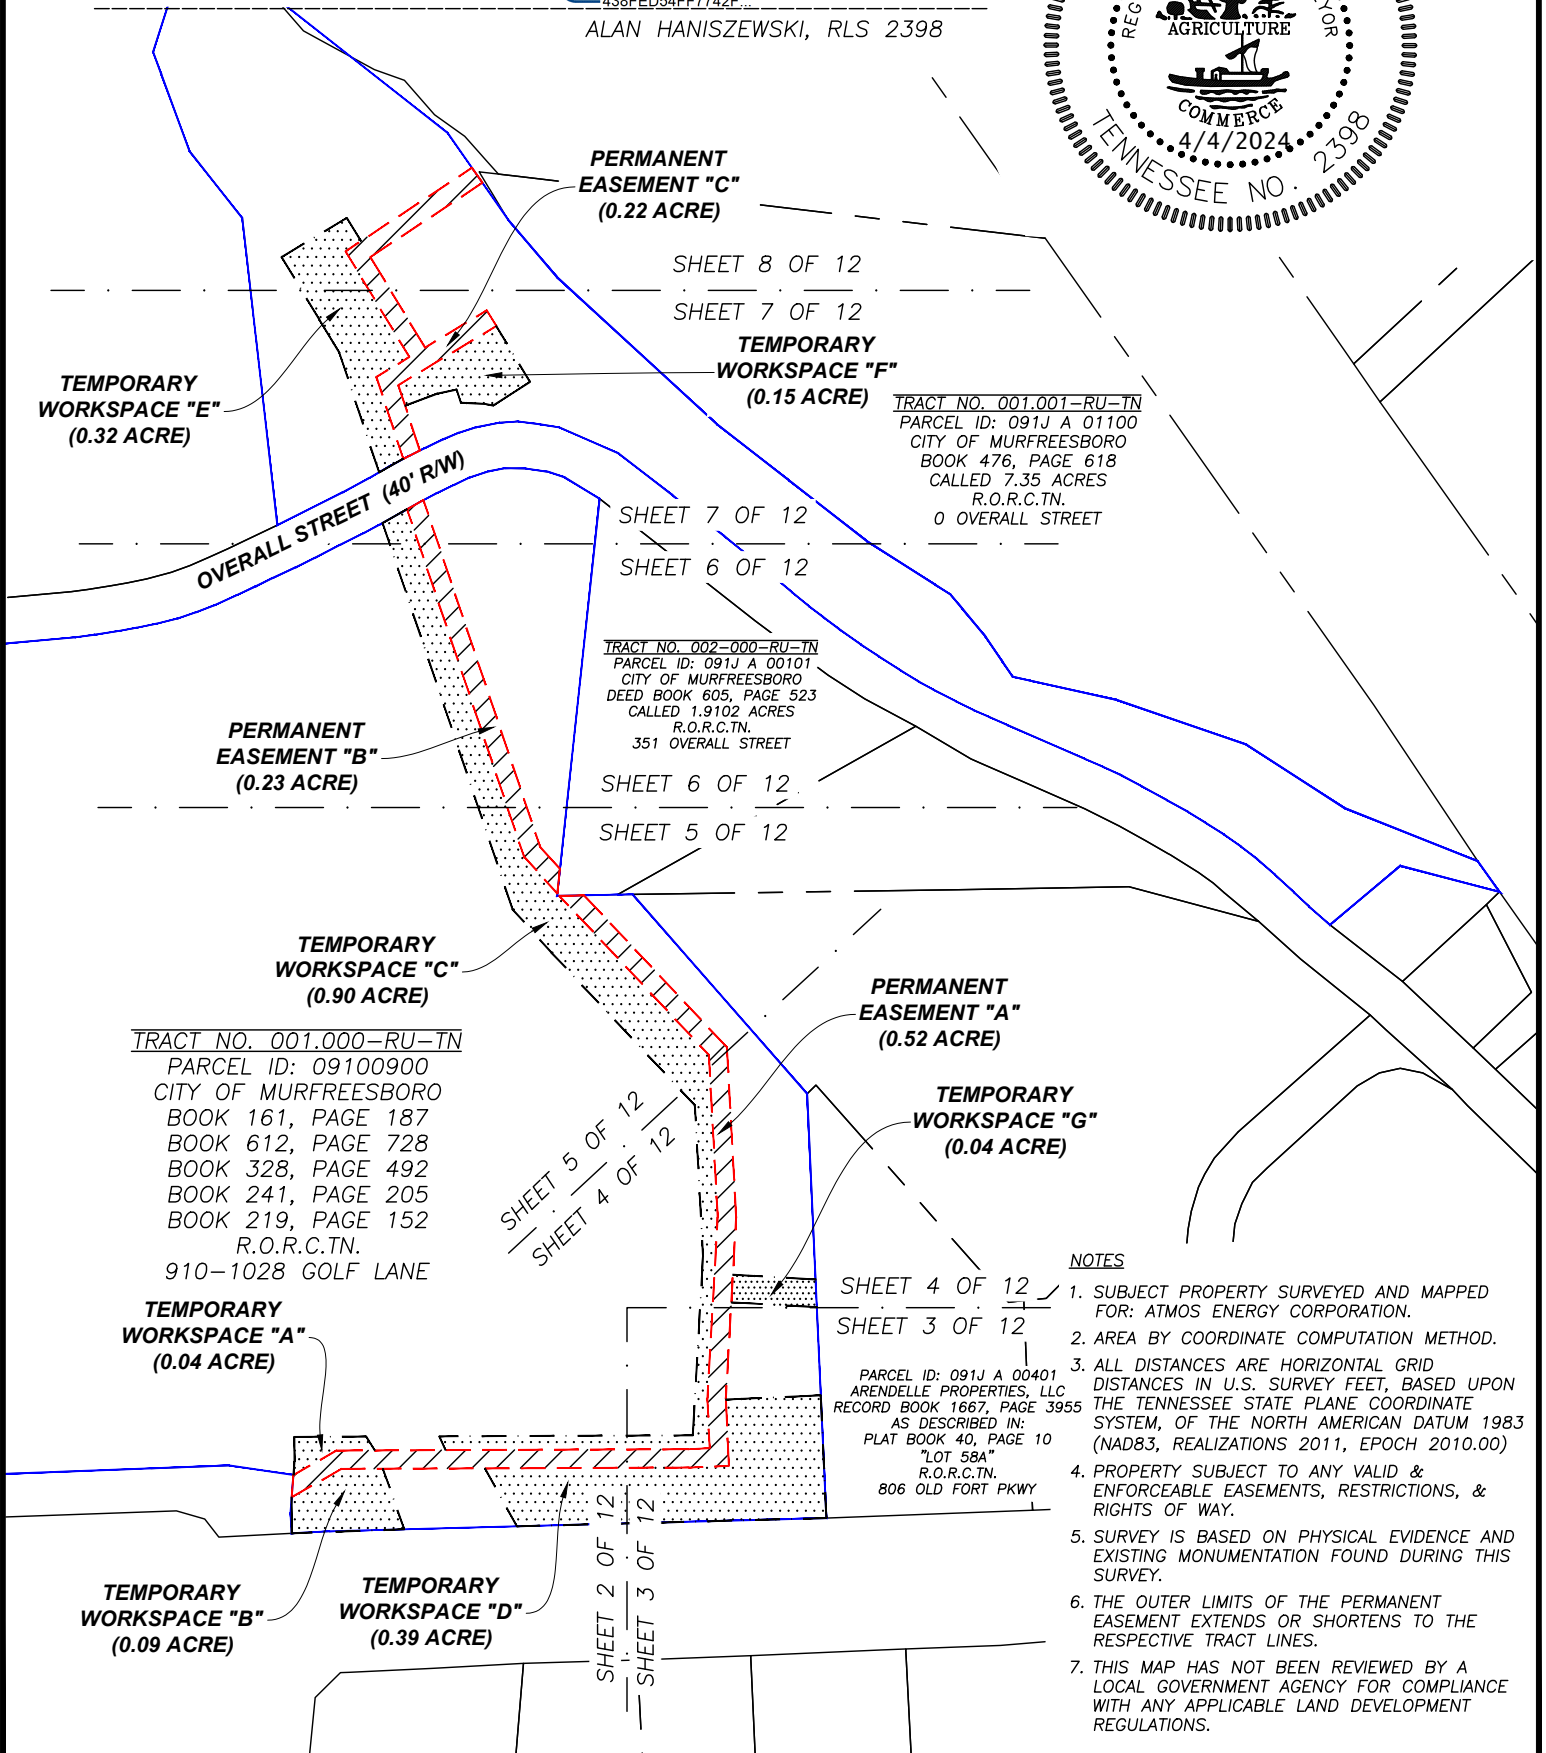 ALAN HANISZEWSKI, RLS 2398
AGRICULTURE
COMMERCE
4/4/2024
TENNESSEE NO. 2398
PERMANENT
EASEMENT "C"
(0.22 ACRE)
SHEET 8 OF 12
SHEET 7 OF 12
TEMPORARY
WORKSPACE "F"
(0.15 ACRE)
TEMPORARY
WORKSPACE "E"
(0.32 ACRE)
TRACT NO. 001.001-RU-TN
PARCEL ID: 091J A 01100
CITY OF MURFREESBORO
BOOK 476, PAGE 618
CALLED 7.35 ACRES
R.O.R.C.TN.
0 OVERALL STREET
OVERALL STREET (40' R/W)
SHEET 7 OF 12
SHEET 6 OF 12
TRACT NO. 002-000-RU-TN
PARCEL ID: 091J A 00101
CITY OF MURFREESBORO
DEED BOOK 605, PAGE 523
CALLED 1.9102 ACRES
R.O.R.C.TN.
351 OVERALL STREET
PERMANENT
EASEMENT "B"
(0.23 ACRE)
SHEET 6 OF 12
SHEET 5 OF 12
TEMPORARY
WORKSPACE "C"
(0.90 ACRE)
PERMANENT
EASEMENT "A"
(0.52 ACRE)
TRACT NO. 001.000-RU-TN
PARCEL ID: 09100900
CITY OF MURFREESBORO
BOOK 161, PAGE 187
BOOK 612, PAGE 728
BOOK 328, PAGE 492
BOOK 241, PAGE 205
BOOK 219, PAGE 152
R.O.R.C.TN.
910-1028 GOLF LANE
TEMPORARY
WORKSPACE "G"
(0.04 ACRE)
SHEET 5 OF 12
SHEET 4 OF 12
SHEET 4 OF 12
SHEET 3 OF 12
TEMPORARY
WORKSPACE "A"
(0.04 ACRE)
PARCEL ID: 091J A 00401
ARENDELLE PROPERTIES, LLC
RECORD BOOK 1667, PAGE 3955
AS DESCRIBED IN:
PLAT BOOK 40, PAGE 10
"LOT 58A"
R.O.R.C.TN.
806 OLD FORT PKWY
TEMPORARY
WORKSPACE "B"
(0.09 ACRE)
TEMPORARY
WORKSPACE "D"
(0.39 ACRE)
SHEET 2 OF 12
SHEET 3 OF 12
NOTES
1. SUBJECT PROPERTY SURVEYED AND MAPPED
FOR: ATMOS ENERGY CORPORATION.
2. AREA BY COORDINATE COMPUTATION METHOD.
3. ALL DISTANCES ARE HORIZONTAL GRID
DISTANCES IN U.S. SURVEY FEET, BASED UPON
THE TENNESSEE STATE PLANE COORDINATE
SYSTEM, OF THE NORTH AMERICAN DATUM 1983
(NAD83, REALIZATIONS 2011, EPOCH 2010.00)
4. PROPERTY SUBJECT TO ANY VALID &
ENFORCEABLE EASEMENTS, RESTRICTIONS, &
RIGHTS OF WAY.
5. SURVEY IS BASED ON PHYSICAL EVIDENCE AND
EXISTING MONUMENTATION FOUND DURING THIS
SURVEY.
6. THE OUTER LIMITS OF THE PERMANENT
EASEMENT EXTENDS OR SHORTENS TO THE
RESPECTIVE TRACT LINES.
7. THIS MAP HAS NOT BEEN REVIEWED BY A
LOCAL GOVERNMENT AGENCY FOR COMPLIANCE
WITH ANY APPLICABLE LAND DEVELOPMENT
REGULATIONS.